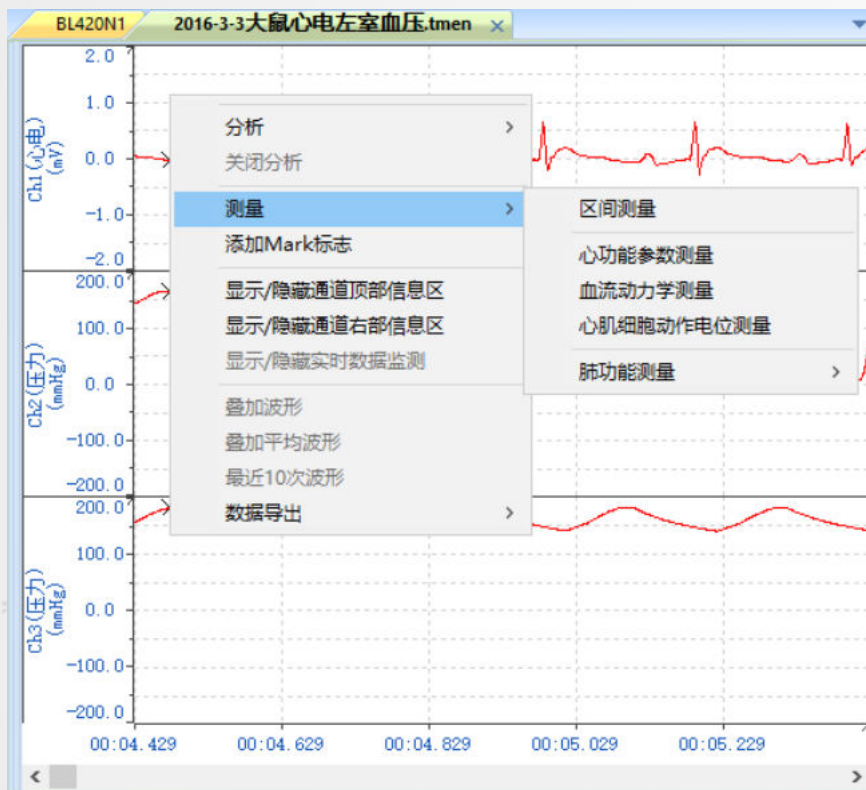 BL420N1
2016-3-3大鼠心电左室血压.tmen
Ch1(心电)
(mV)
2.0
1.0
0.0
-1.0
-2.0
Ch2(压力)
(mmHg)
200.0
100.0
0.0
-100.0
-200.0
Ch3(压力)
(mmHg)
200.0
100.0
0.0
-100.0
-200.0
分析
关闭分析
测量
添加Mark标志
显示/隐藏通道顶部信息区
显示/隐藏通道右部信息区
显示/隐藏实时数据监测
叠加波形
叠加平均波形
最近10次波形
数据导出
区间测量
心功能参数测量
血流动力学测量
心肌细胞动作电位测量
肺功能测量
00:04.429 00:04.629 00:04.829 00:05.029 00:05.229